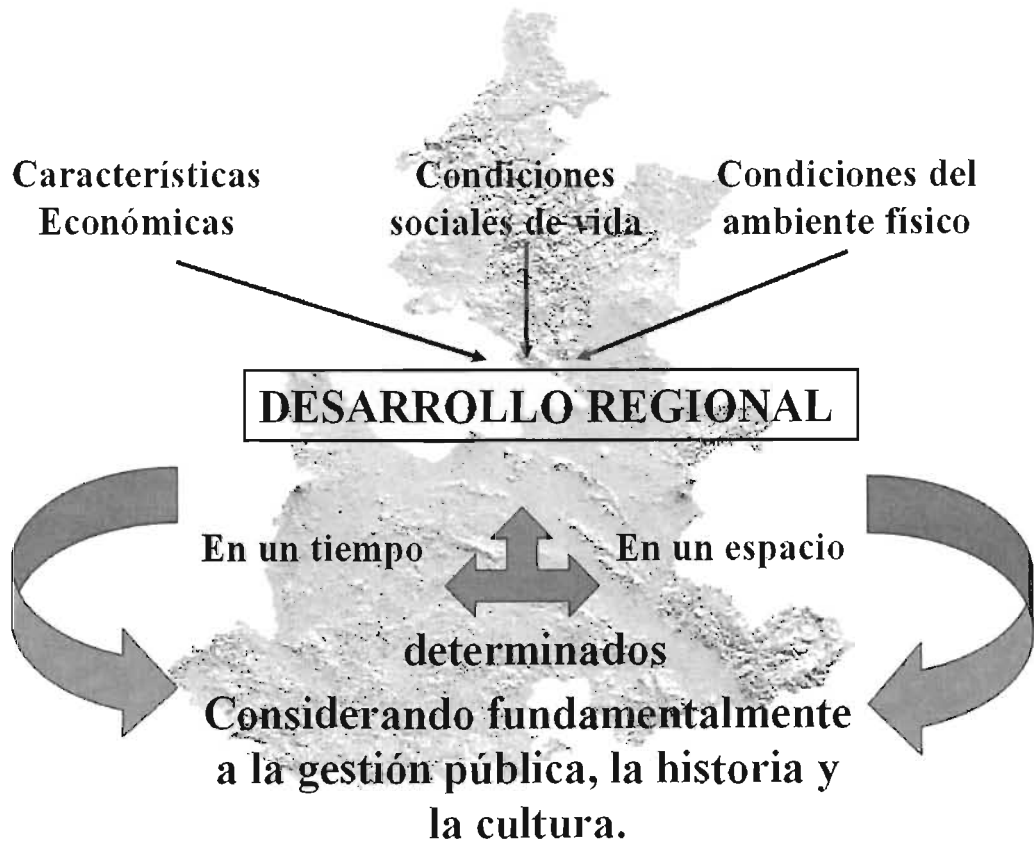 Características
Económicas
Condiciones
sociales de vida
Condiciones del
ambiente físico
DESARROLLO REGIONAL
En un tiempo
En un espacio
determinados
Considerando fundamentalmente
a la gestión pública, la historia y
la cultura.